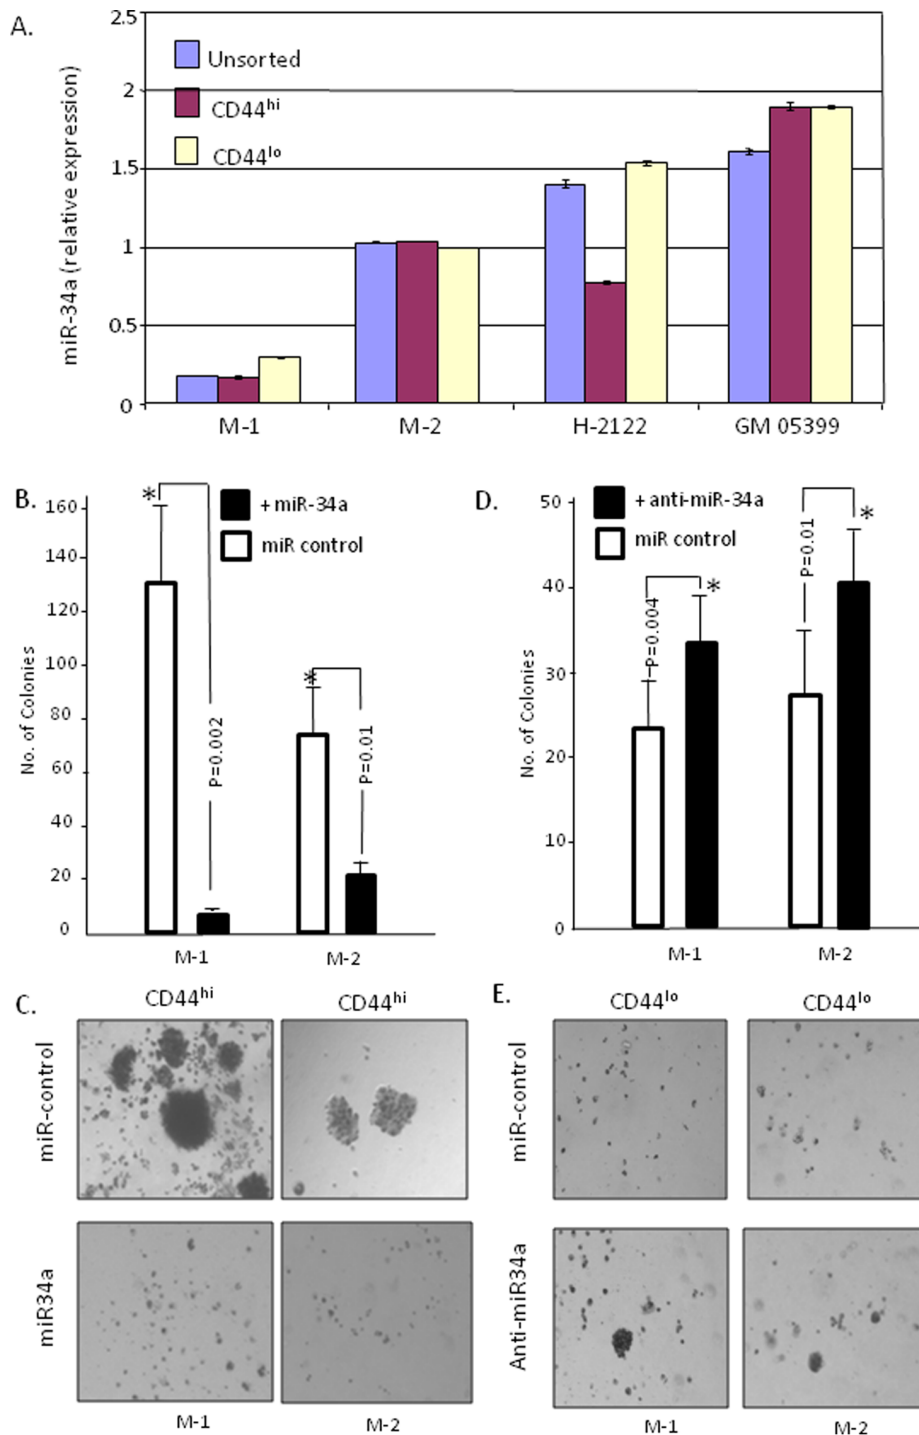 A.
miR-34a (relative expression)
2.5
2
1.5
1
0.5
0
Unsorted
CD44hi
CD44lo
M-1 M-2 H-2122 GM 05399
B.
No. of Colonies
160
140
120
100
80
60
40
20
0
+ miR-34a
miR control
*
P=0.002
*
P=0.01
M-1 M-2
D.
No. of Colonies
50
40
30
20
10
0
+ anti-miR-34a
miR control
P=0.004
*
P=0.01
*
M-1 M-2
C.
CD44hi CD44hi
miR-control
miR34a
M-1 M-2
E.
CD44lo CD44lo
miR-control
Anti-miR34a
M-1 M-2